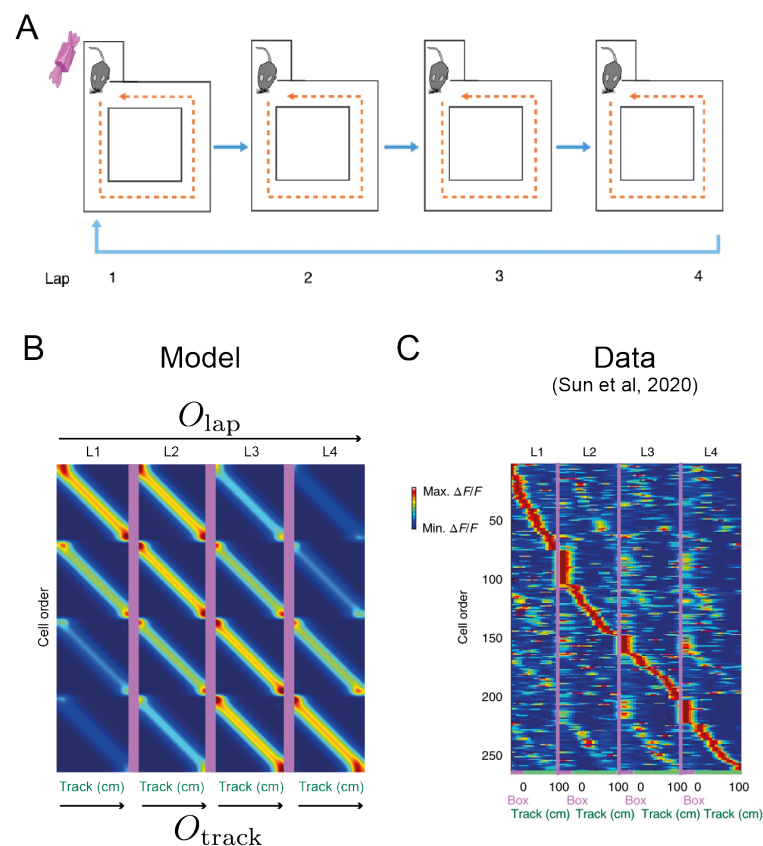 A
Lap 1 2 3 4
B
Model
O_lap
L1 L2 L3 L4
Cell order
Track (cm) Track (cm) Track (cm) Track (cm)
O_track
C
Data
(Sun et al, 2020)
L1 L2 L3 L4
Max. ΔF/F
Min. ΔF/F
50
100
150
200
250
Cell order
0 100 0 100 0 100 0 100
Box Box Box Box
Track (cm) Track (cm) Track (cm) Track (cm)